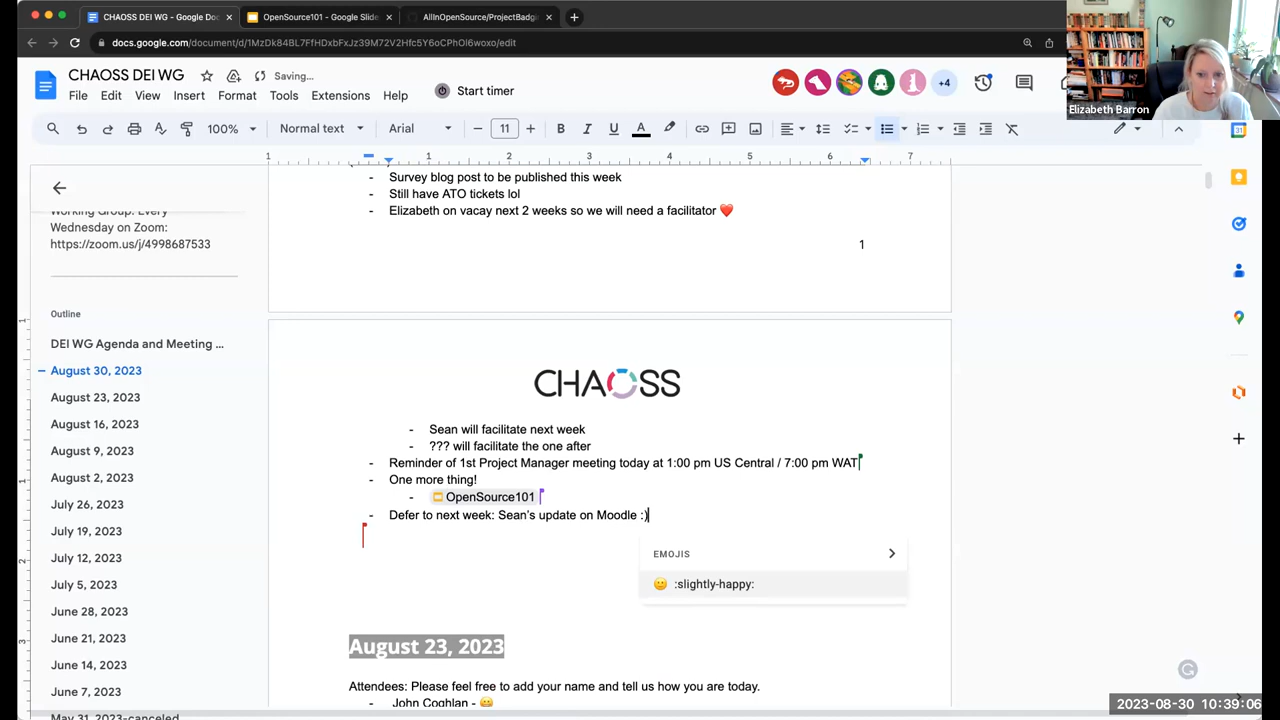 CHAOSS DEI WG - Google Doc
OpenSource101 - Google Slide
AllInOpenSource/ProjectBadg
docs.google.com/document/d/1MzDk84BL7FfHDxbFxJz39M72V2Hfc5Y6oCPhOl6woxo/edit
CHAOSS DEI WG
Saving...
File Edit View Insert Format Tools Extensions Help
Start timer
+4
Elizabeth Barron
100% Normal text Arial 11 B I U A
1 1 2 3 4 5 6 7
Working Group: Every
Wednesday on Zoom:
https://zoom.us/j/4998687533
Outline
DEI WG Agenda and Meeting ...
August 30, 2023
August 23, 2023
August 16, 2023
August 9, 2023
August 2, 2023
July 26, 2023
July 19, 2023
July 12, 2023
July 5, 2023
June 28, 2023
June 21, 2023
June 14, 2023
June 7, 2023
May 31, 2023-canceled
- Survey blog post to be published this week
- Still have ATO tickets lol
- Elizabeth on vacay next 2 weeks so we will need a facilitator ❤️
1
CHAOSS
- Sean will facilitate next week
- ??? will facilitate the one after
- Reminder of 1st Project Manager meeting today at 1:00 pm US Central / 7:00 pm WAT
- One more thing!
- OpenSource101
- Defer to next week: Sean's update on Moodle :)
EMOJIS
🙂 :slightly-happy:
August 23, 2023
Attendees: Please feel free to add your name and tell us how you are today.
- John Coghlan - 😀
2023-08-30 10:39:06